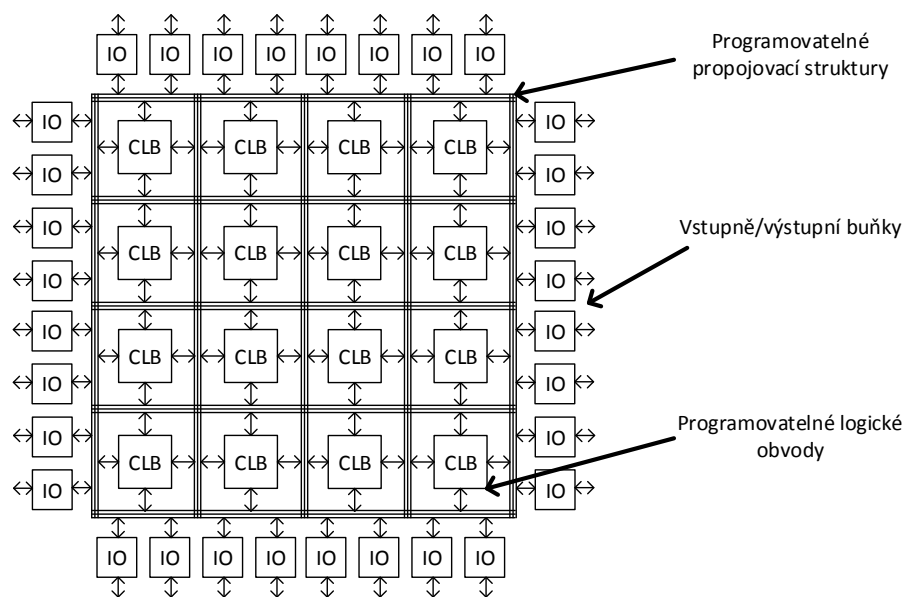 IO IO IO IO IO IO IO IO
Programovatelné
propojovací struktury
IO IO
CLB CLB CLB CLB
IO IO
IO IO
Vstupně/výstupní buňky
CLB CLB CLB CLB
IO IO
IO IO
CLB CLB CLB CLB
IO IO
Programovatelné logické
obvody
IO IO
CLB CLB CLB CLB
IO IO
IO IO IO IO IO IO IO IO